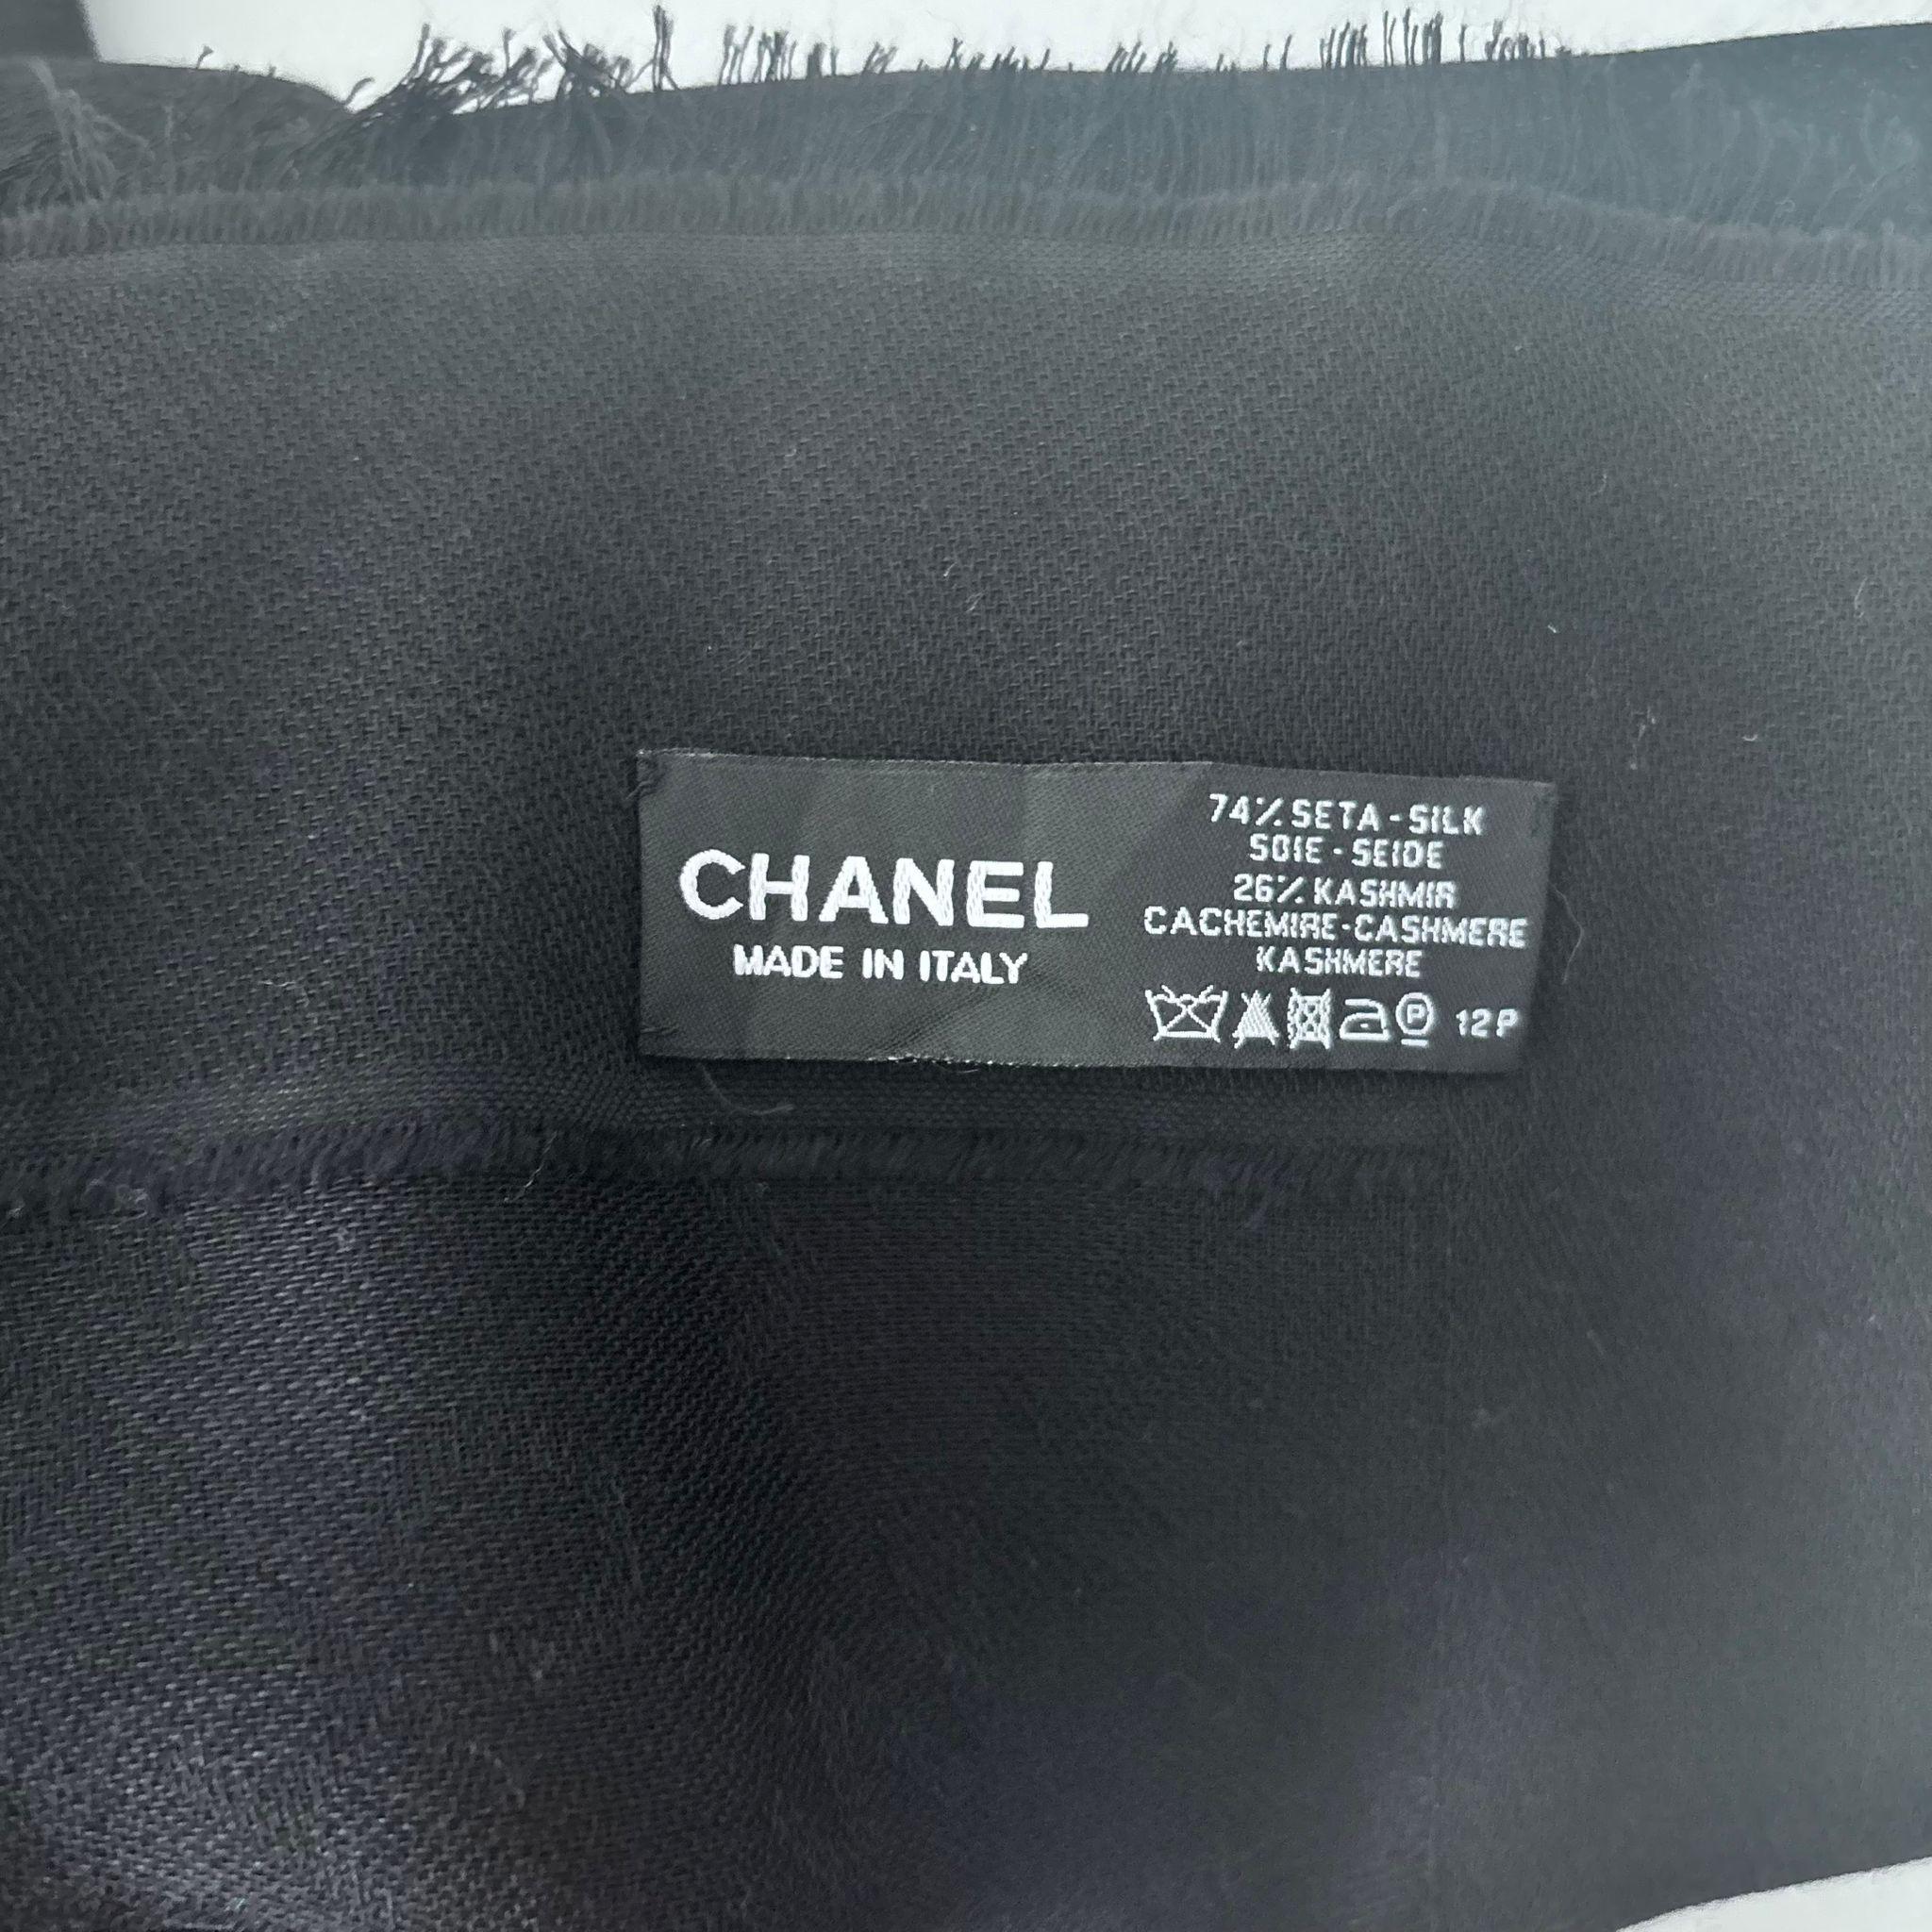 CHANEL
MADE IN ITALY
74% SETA - SILK
SOIE - SEIDE
26% KASHMIR
CACHEMIRE-CASHMERE
KASHMERE
P 12P